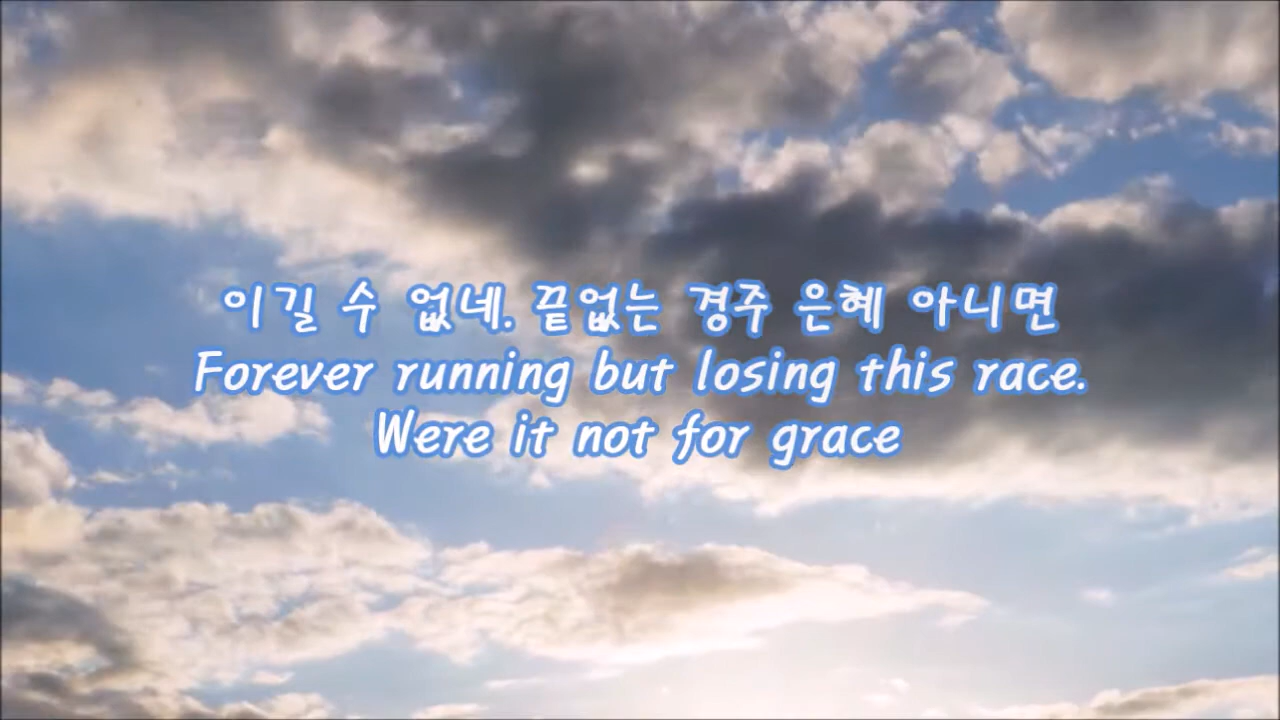 이길 수 없네. 끝없는 경주 은혜 아니면
Forever running but losing this race.
Were it not for grace